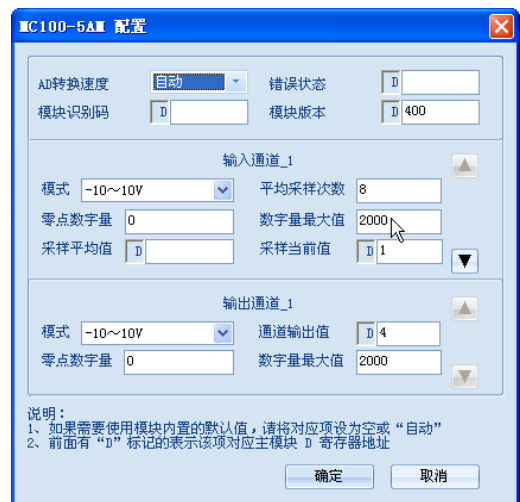 MC100-5AM 配置
AD转换速度 自动 错误状态 D
模块识别码 D 模块版本 D 400
输入通道_1
模式 -10～10V 平均采样次数 8
零点数字量 0 数字量最大值 2000
采样平均值 D 采样当前值 D 1
输出通道_1
模式 -10～10V 通道输出值 D 4
零点数字量 0 数字量最大值 2000
说明：
1、如果需要使用模块内置的默认值，请将对应项设为空或“自动”
2、前面有“D”标记的表示该项对应主模块 D 寄存器地址
确定 取消